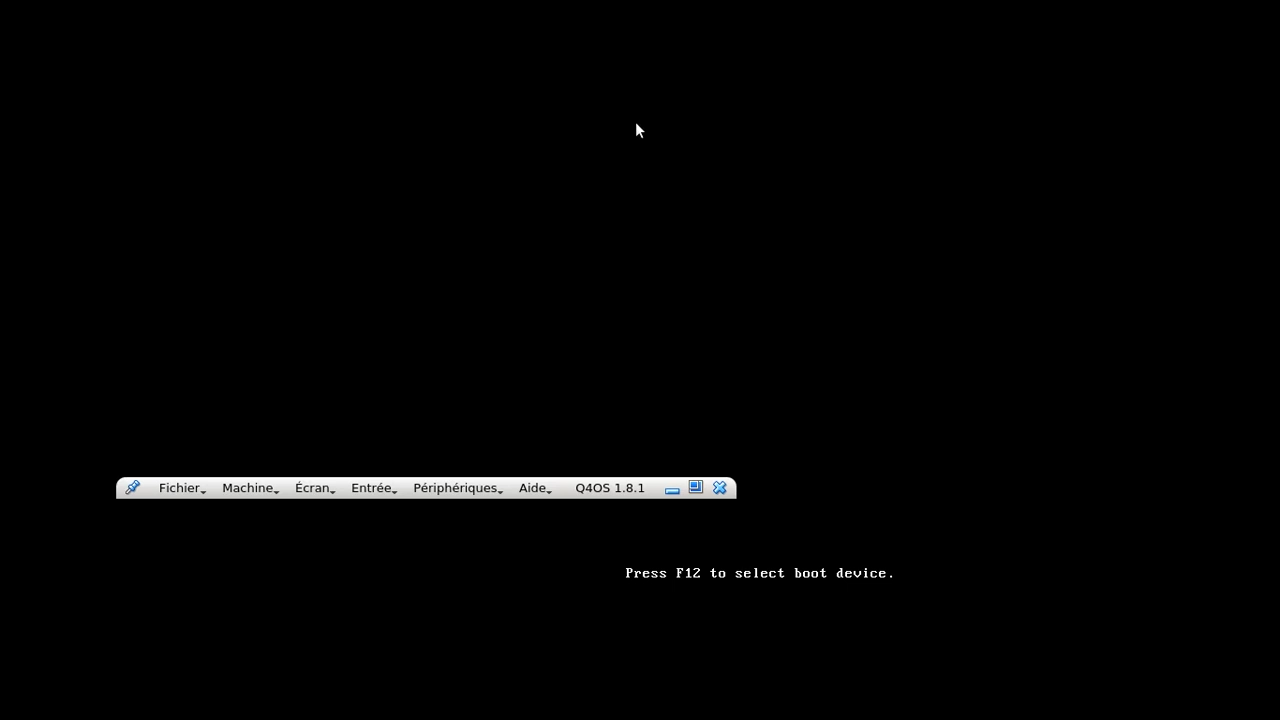 Fichier Machine Écran Entrée Périphériques Aide Q4OS 1.8.1
Press F12 to select boot device.